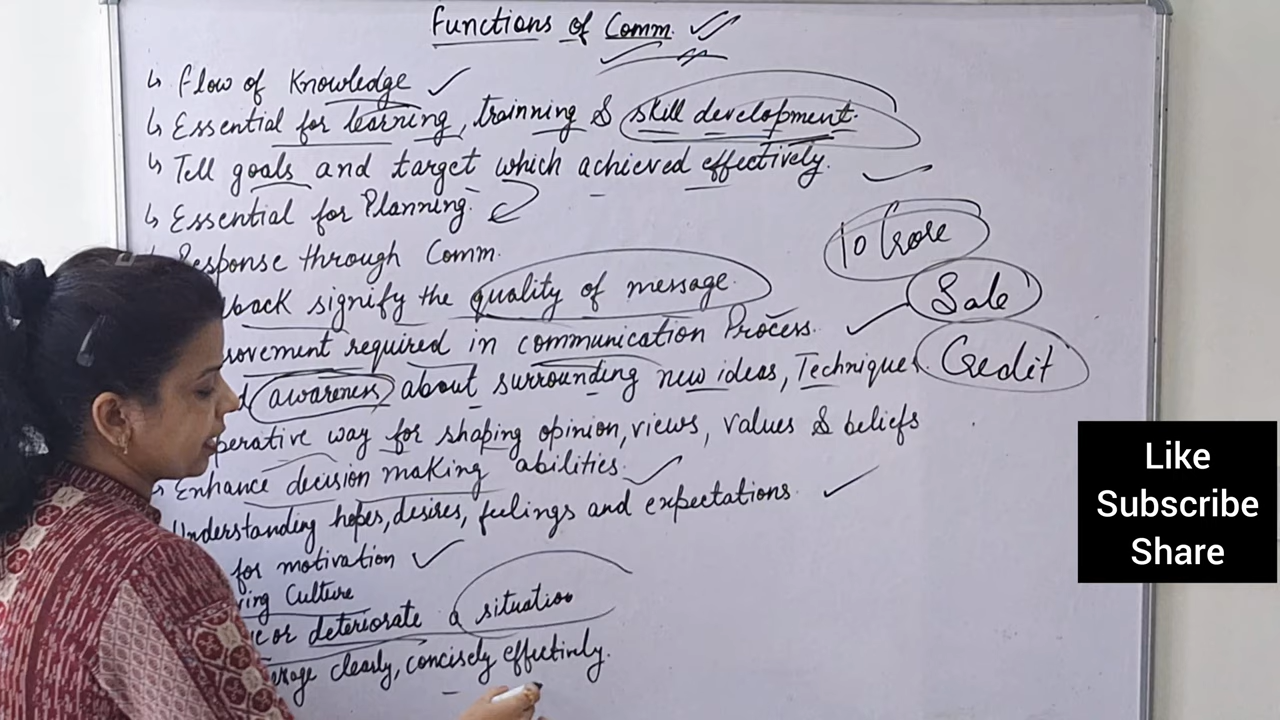 Functions of Comm.
↳ Flow of Knowledge ✓
↳ Essential for learning, trainning & skill development.
↳ Tell goals and target which achieved effectively.
↳ Essential for Planning.
Response through Comm.
back signify the quality of message.
rovement required in communication Process.
awareness about surrounding new ideas, Technique
perative way for shaping opinion, views, values & beliefs
Enhance decision making abilities.
Understanding hopes, desires, feelings and expectations.
for motivation ✓
ring Culture
or deteriorate a situation
clearly, concisely effectively.
10 Crore
Sale
Credit
Like
Subscribe
Share